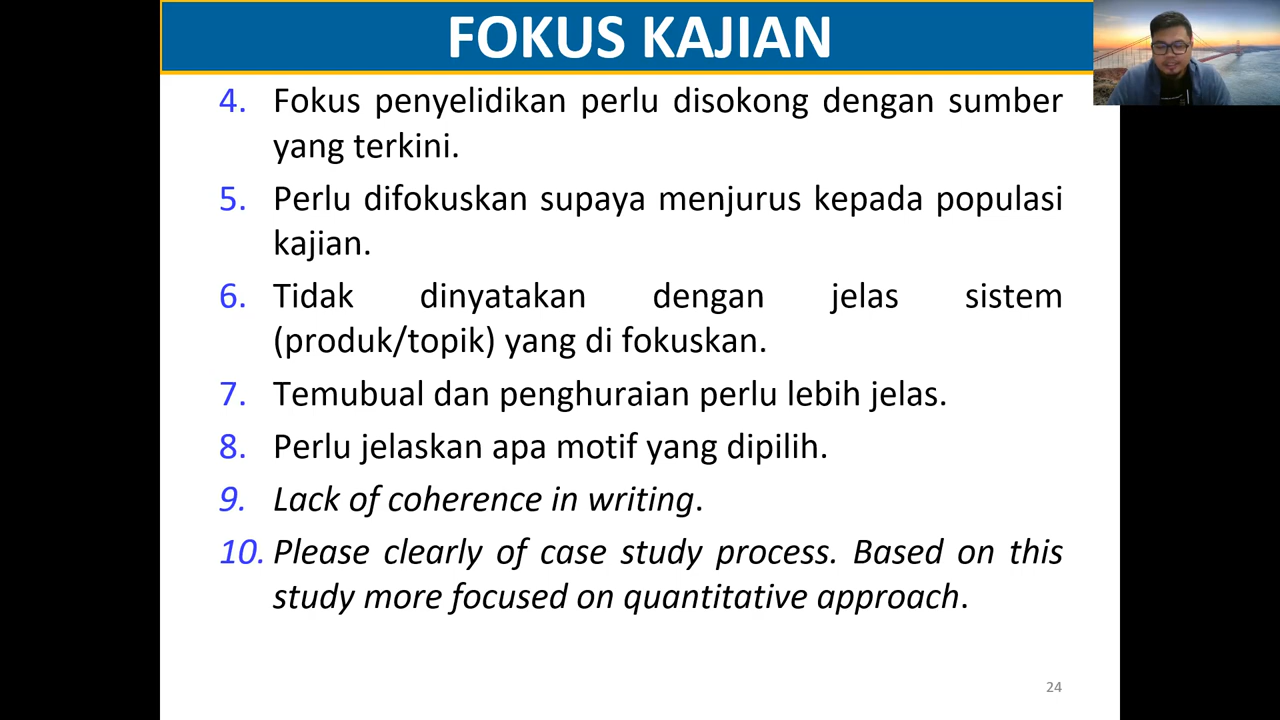 FOKUS KAJIAN
4. Fokus penyelidikan perlu disokong dengan sumber
yang terkini.
5. Perlu difokuskan supaya menjurus kepada populasi
kajian.
6. Tidak dinyatakan dengan jelas sistem
(produk/topik) yang di fokuskan.
7. Temubual dan penghuraian perlu lebih jelas.
8. Perlu jelaskan apa motif yang dipilih.
9. Lack of coherence in writing.
10. Please clearly of case study process. Based on this
study more focused on quantitative approach.
24